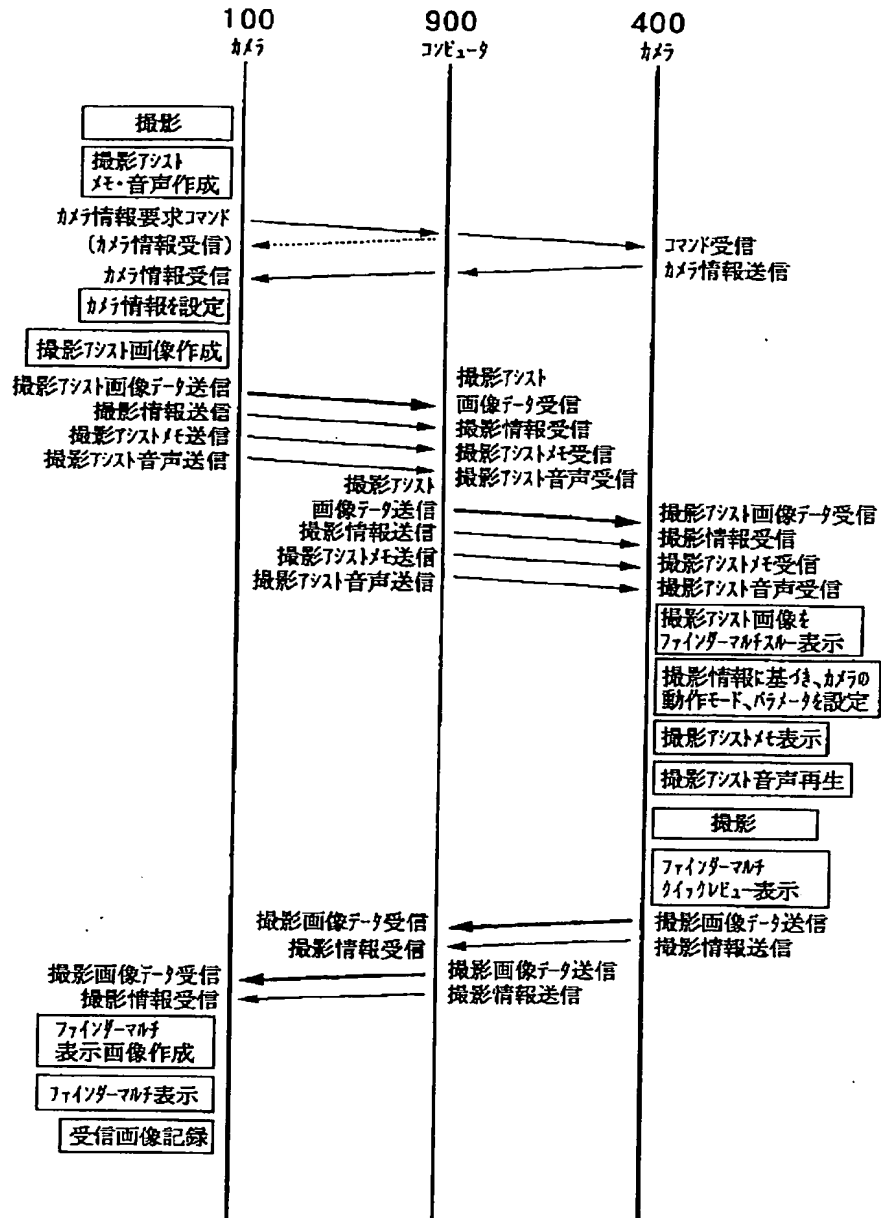 100
カメラ
900
コンピュータ
400
カメラ
撮影
撮影アシスト
メモ・音声作成
カメラ情報要求コマンド
(カメラ情報受信)
コマンド受信
カメラ情報受信
カメラ情報送信
カメラ情報を設定
撮影アシスト画像作成
撮影アシスト画像データ送信
撮影アシスト
画像データ受信
撮影情報送信
撮影情報受信
撮影アシストメモ送信
撮影アシストメモ受信
撮影アシスト音声送信
撮影アシスト音声受信
撮影アシスト
画像データ送信
撮影アシスト画像データ受信
撮影情報送信
撮影情報受信
撮影アシストメモ送信
撮影アシストメモ受信
撮影アシスト音声送信
撮影アシスト音声受信
撮影アシスト画像を
ファインダーマルチスルー表示
撮影情報に基づき、カメラの
動作モード、パラメータを設定
撮影アシストメモ表示
撮影アシスト音声再生
撮影
ファインダーマルチ
クイックレビュー表示
撮影画像データ受信
撮影画像データ送信
撮影情報受信
撮影情報送信
撮影画像データ受信
撮影画像データ送信
撮影情報受信
撮影情報送信
ファインダーマルチ
表示画像作成
ファインダーマルチ表示
受信画像記録